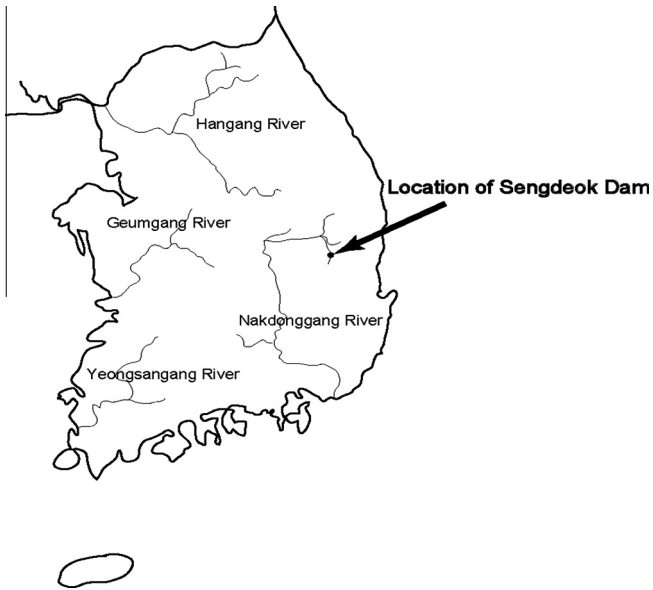 Hangang River
Location of Sengdeok Dam
Geumgang River
Nakdonggang River
Yeongsangang River